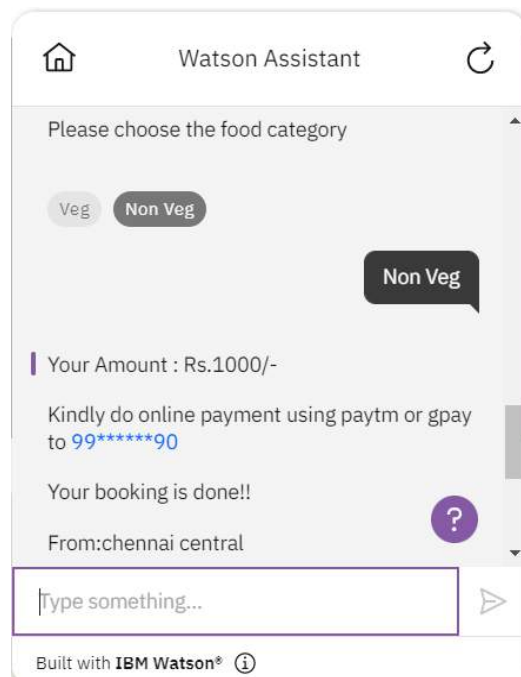 Watson Assistant
Please choose the food category
Veg Non Veg
Non Veg
Your Amount : Rs.1000/-
Kindly do online payment using paytm or gpay
to 99******90
Your booking is done!!
?
From:chennai central
Type something...
Built with IBM Watson®